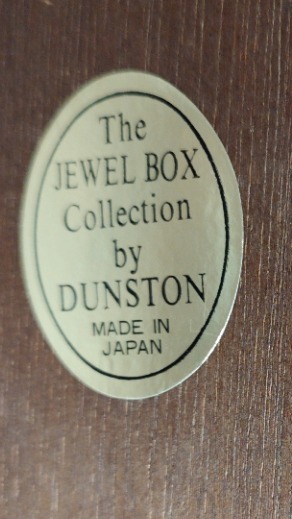 The
JEWEL BOX
Collection
by
DUNSTON
MADE IN
JAPAN